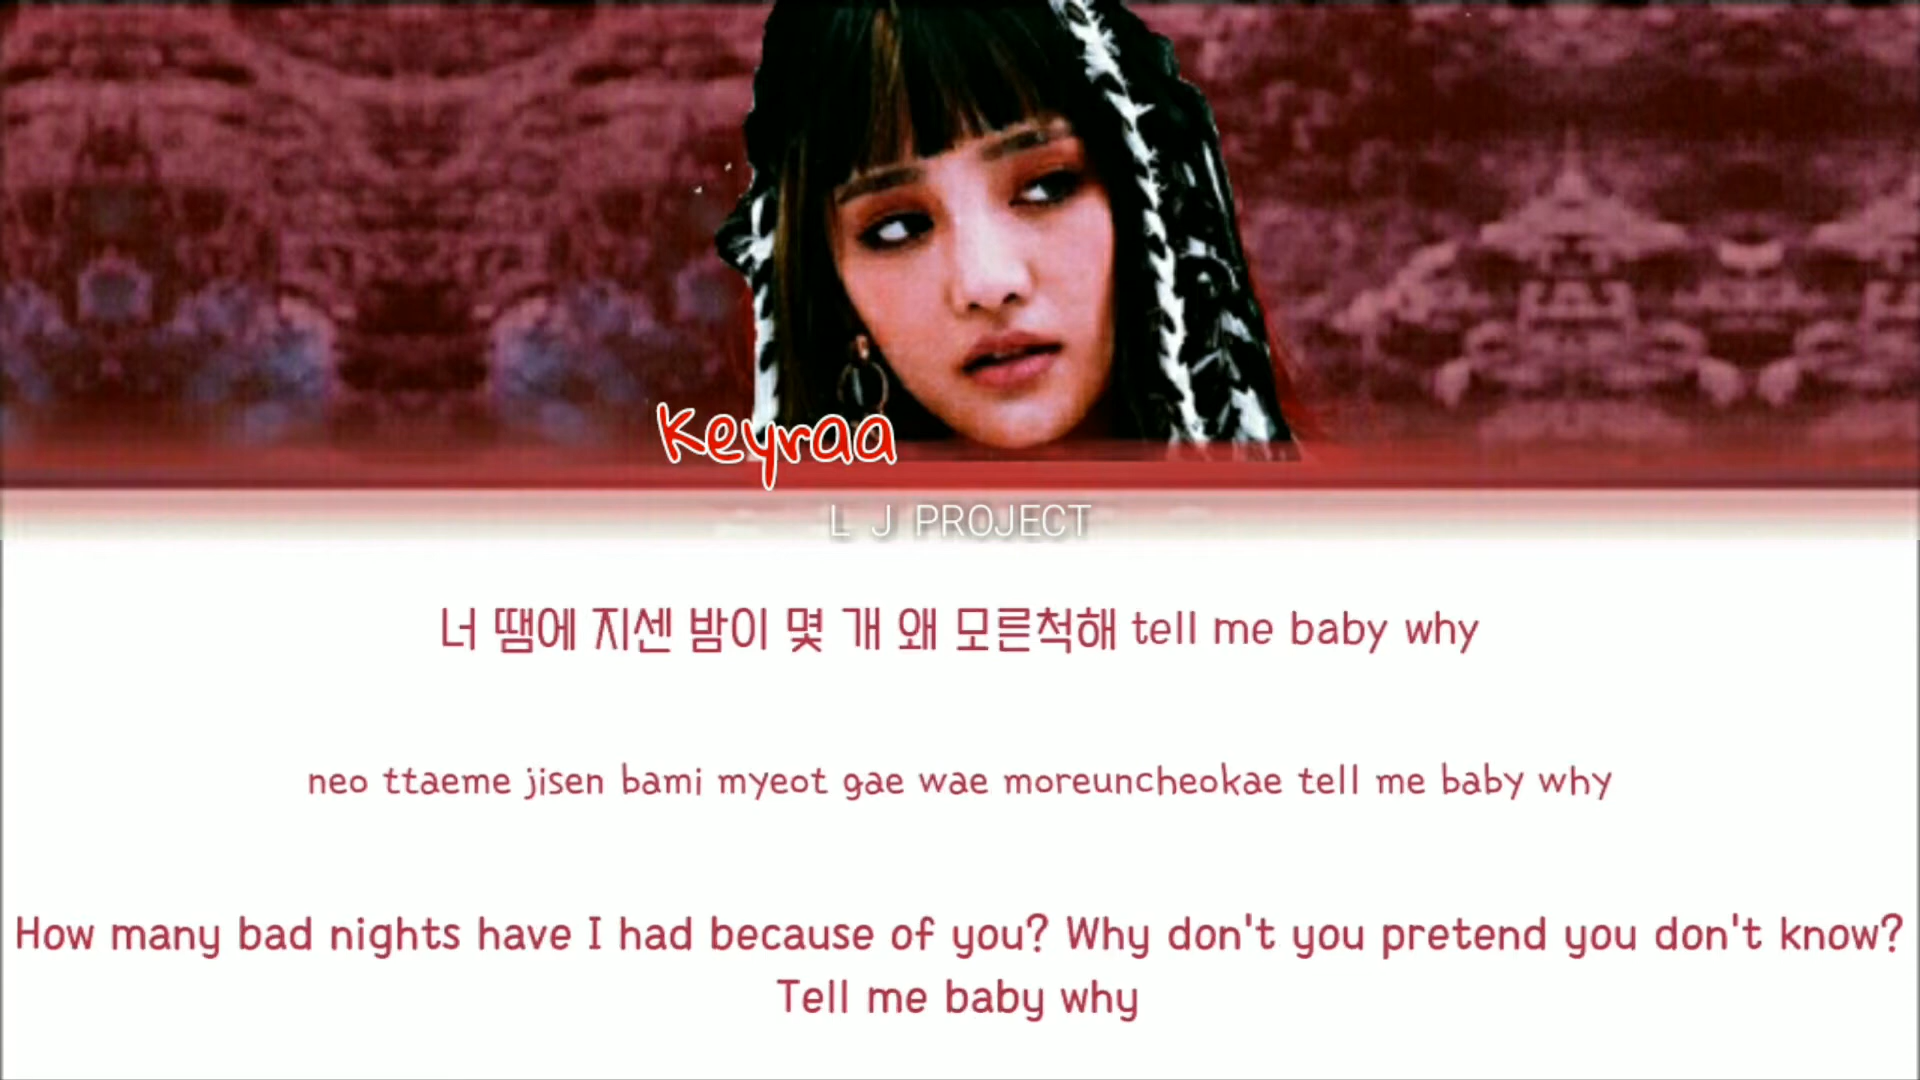 Keyraa
L J PROJECT
너 땜에 지센 밤이 몇 개 왜 모른척해 tell me baby why
neo ttaeme jisen bami myeot gae wae moreuncheokae tell me baby why
How many bad nights have I had because of you? Why don't you pretend you don't know?
Tell me baby why